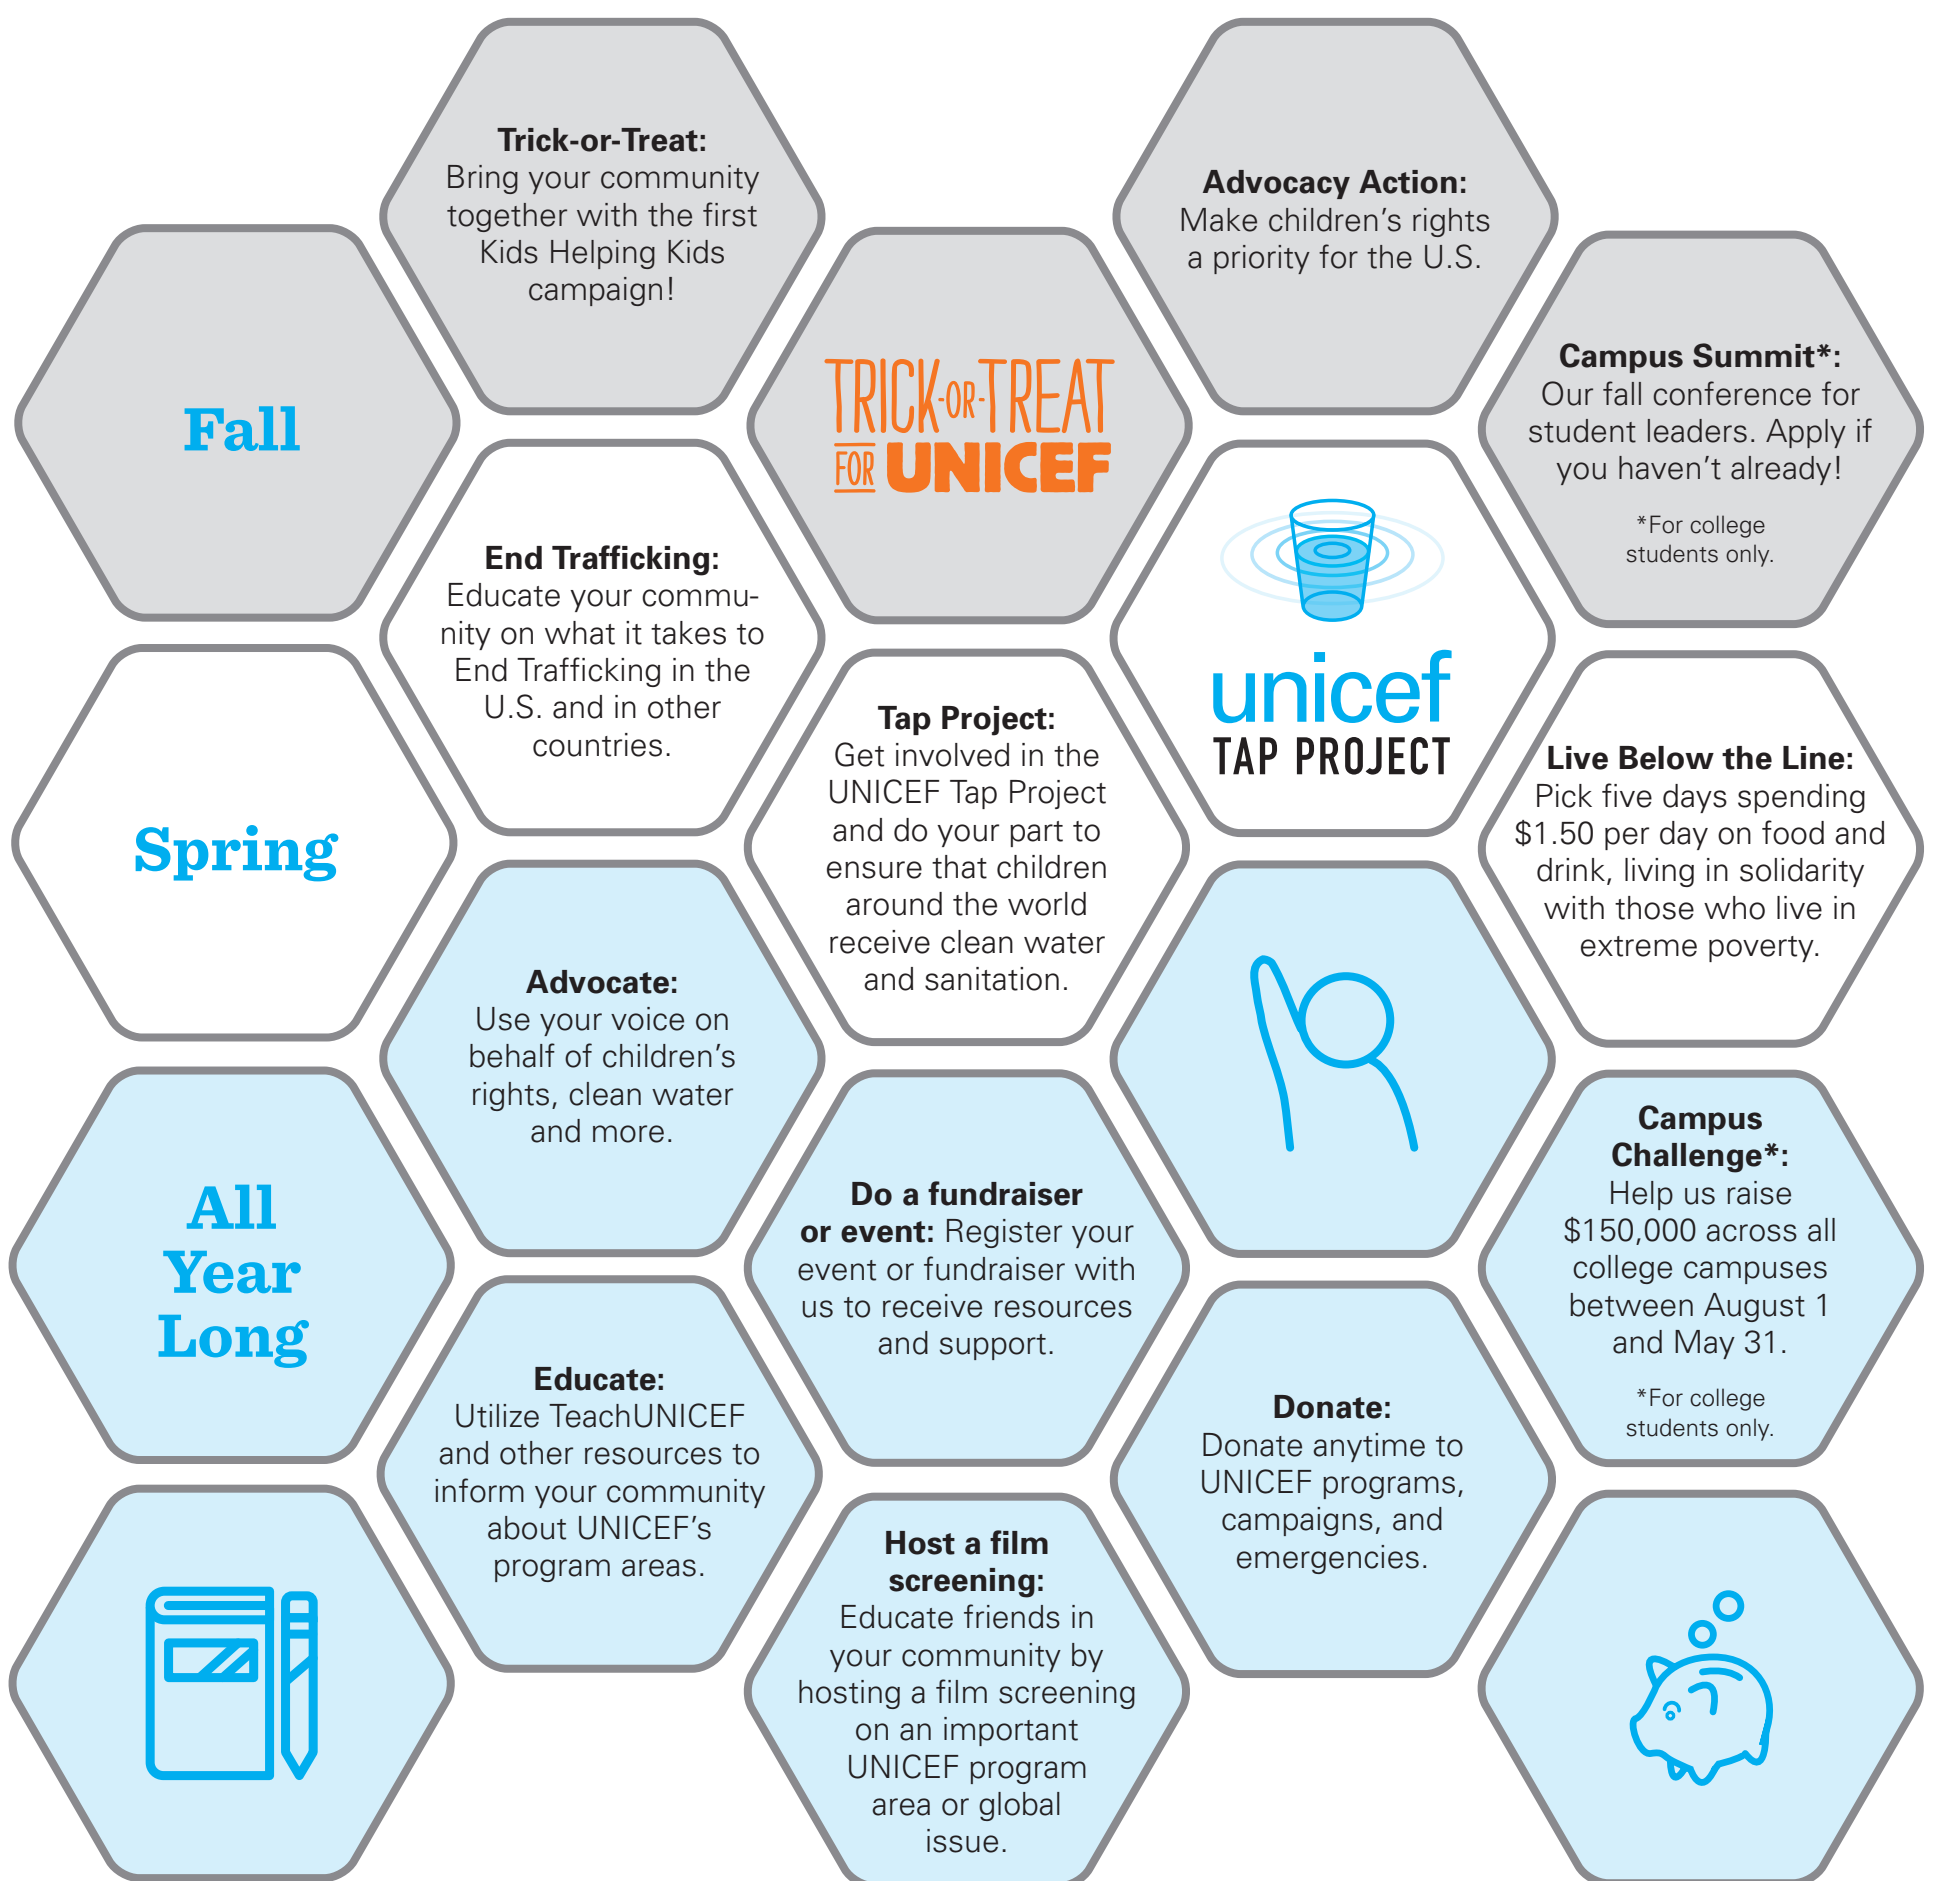 Trick-or-Treat:
Bring your community
together with the first
Kids Helping Kids
campaign!
Advocacy Action:
Make children's rights
a priority for the U.S.
Fall
TRICK-OR-TREAT
FOR UNICEF
Campus Summit*:
Our fall conference for
student leaders. Apply if
you haven't already!
*For college
students only.
End Trafficking:
Educate your commu-
nity on what it takes to
End Trafficking in the
U.S. and in other
countries.
unicef
TAP PROJECT
Spring
Tap Project:
Get involved in the
UNICEF Tap Project
and do your part to
ensure that children
around the world
receive clean water
and sanitation.
Live Below the Line:
Pick five days spending
$1.50 per day on food and
drink, living in solidarity
with those who live in
extreme poverty.
Advocate:
Use your voice on
behalf of children's
rights, clean water
and more.
All
Year
Long
Do a fundraiser
or event: Register your
event or fundraiser with
us to receive resources
and support.
Campus
Challenge*:
Help us raise
$150,000 across all
college campuses
between August 1
and May 31.
*For college
students only.
Educate:
Utilize TeachUNICEF
and other resources to
inform your community
about UNICEF's
program areas.
Donate:
Donate anytime to
UNICEF programs,
campaigns, and
emergencies.
Host a film
screening:
Educate friends in
your community by
hosting a film screening
on an important
UNICEF program
area or global
issue.